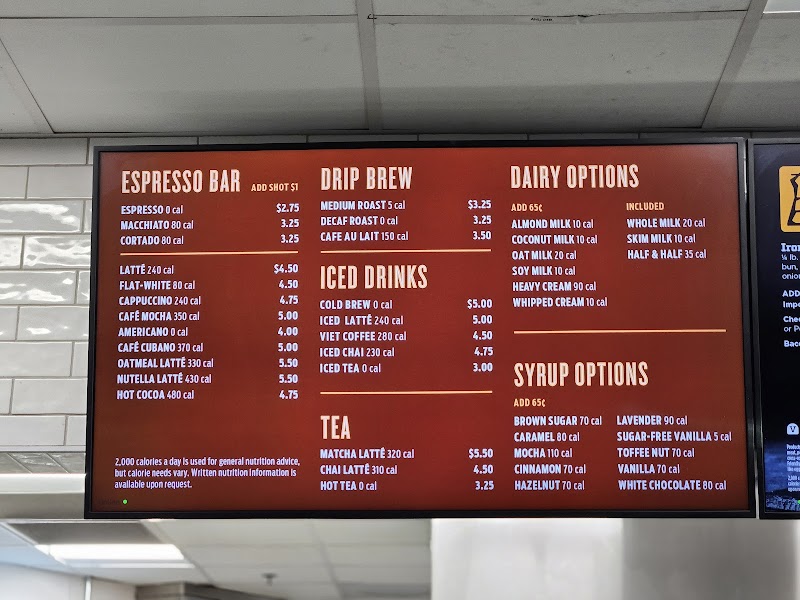 ESPRESSO BAR ADD SHOT $1
ESPRESSO 0 cal $2.75
MACCHIATO 80 cal 3.25
CORTADO 80 cal 3.25
LATTÉ 240 cal $4.50
FLAT-WHITE 80 cal 4.50
CAPPUCCINO 240 cal 4.75
CAFÉ MOCHA 350 cal 5.00
AMERICANO 0 cal 4.00
CAFÉ CUBANO 370 cal 5.00
OATMEAL LATTÉ 330 cal 5.50
NUTELLA LATTÉ 430 cal 5.50
HOT COCOA 480 cal 4.75
2,000 calories a day is used for general nutrition advice,
but calorie needs vary. Written nutrition information is
available upon request.
DRIP BREW
MEDIUM ROAST 5 cal $3.25
DECAF ROAST 0 cal 3.25
CAFE AU LAIT 150 cal 3.50
ICED DRINKS
COLD BREW 0 cal $5.00
ICED LATTÉ 240 cal 5.00
VIET COFFEE 280 cal 4.50
ICED CHAI 230 cal 4.75
ICED TEA 0 cal 3.00
TEA
MATCHA LATTÉ 320 cal $5.50
CHAI LATTÉ 310 cal 4.50
HOT TEA 0 cal 3.25
DAIRY OPTIONS
ADD 65¢
ALMOND MILK 10 cal
COCONUT MILK 10 cal
OAT MILK 20 cal
SOY MILK 10 cal
HEAVY CREAM 90 cal
WHIPPED CREAM 10 cal
INCLUDED
WHOLE MILK 20 cal
SKIM MILK 10 cal
HALF & HALF 35 cal
SYRUP OPTIONS
ADD 65¢
BROWN SUGAR 70 cal
CARAMEL 80 cal
MOCHA 110 cal
CINNAMON 70 cal
HAZELNUT 70 cal
LAVENDER 90 cal
SUGAR-FREE VANILLA 5 cal
TOFFEE NUT 70 cal
VANILLA 70 cal
WHITE CHOCOLATE 80 cal
¼ lb.
bun,
ADD
or